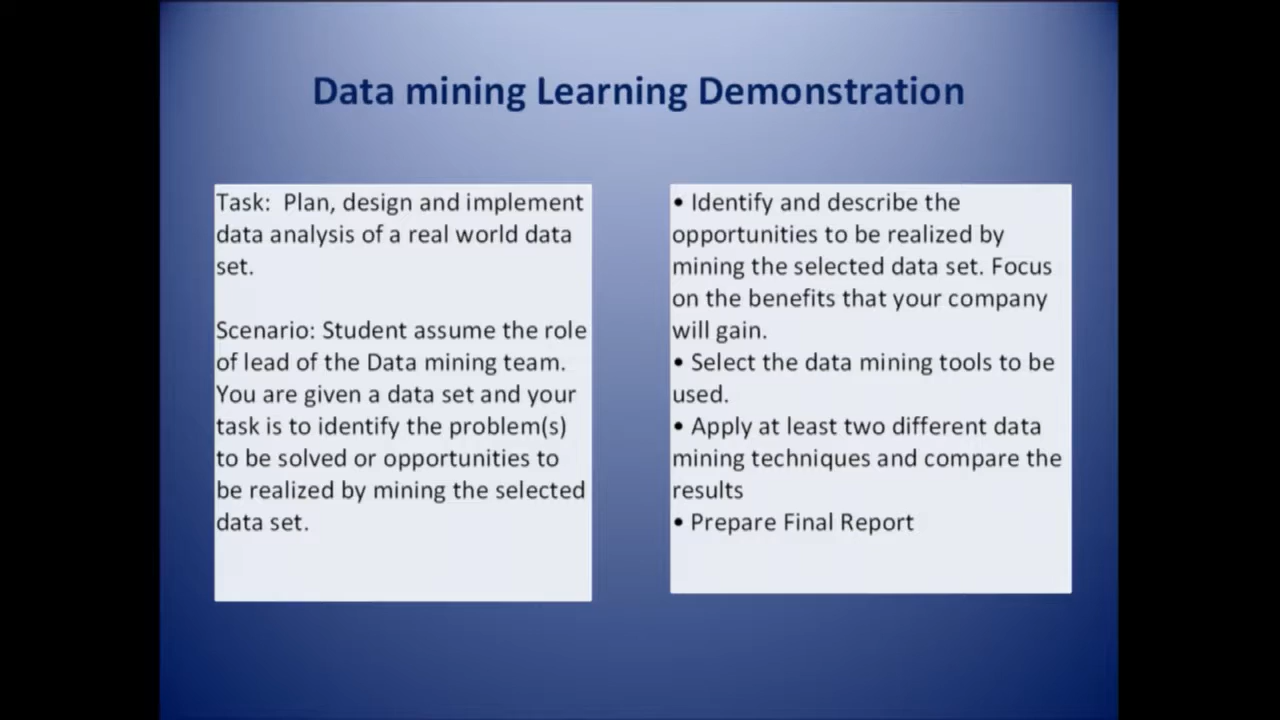 Data mining Learning Demonstration
Task: Plan, design and implement
data analysis of a real world data
set.
Scenario: Student assume the role
of lead of the Data mining team.
You are given a data set and your
task is to identify the problem(s)
to be solved or opportunities to
be realized by mining the selected
data set.
• Identify and describe the
opportunities to be realized by
mining the selected data set. Focus
on the benefits that your company
will gain.
• Select the data mining tools to be
used.
• Apply at least two different data
mining techniques and compare the
results
• Prepare Final Report